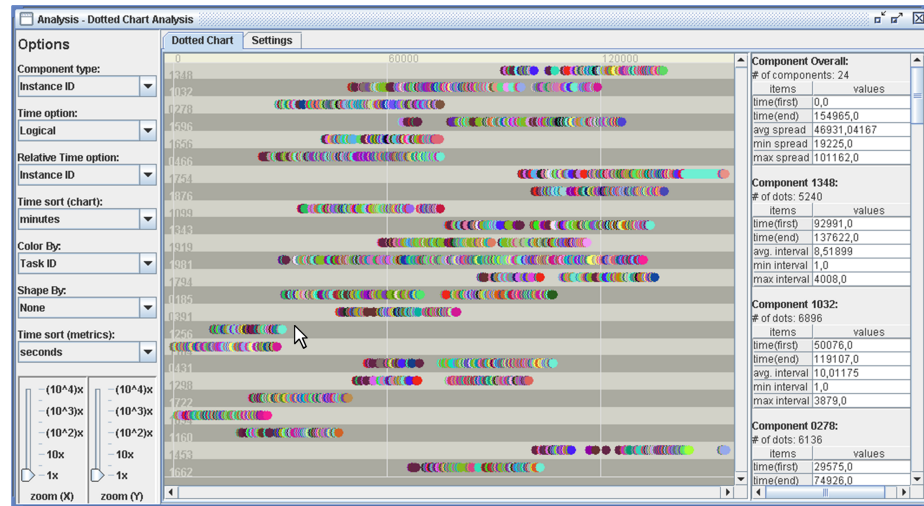 Analysis - Dotted Chart Analysis
Options
Component type:
Instance ID
Time option:
Logical
Relative Time option:
Instance ID
Time sort (chart):
minutes
Color By:
Task ID
Shape By:
None
Time sort (metrics):
seconds
(10^4)x
(10^3)x
(10^2)x
10x
1x
zoom (X)
(10^4)x
(10^3)x
(10^2)x
10x
1x
zoom (Y)
Dotted Chart
Settings
0 60000 120000
1348
1032
0278
1596
1656
0466
1754
1876
1099
1343
1919
1981
1794
0185
0391
1256
0431
1298
1722
1160
1453
1662
Component Overall:
# of components: 24
items values
time(first) 0,0
time(end) 154965,0
avg spread 46931,04167
min spread 19225,0
max spread 101162,0
Component 1348:
# of dots: 5240
items values
time(first) 92991,0
time(end) 137622,0
avg. interval 8,51899
min interval 1,0
max interval 4008,0
Component 1032:
# of dots: 6896
items values
time(first) 50076,0
time(end) 119107,0
avg. interval 10,01175
min interval 1,0
max interval 3879,0
Component 0278:
# of dots: 6136
items values
time(first) 29575,0
time(end) 74926,0